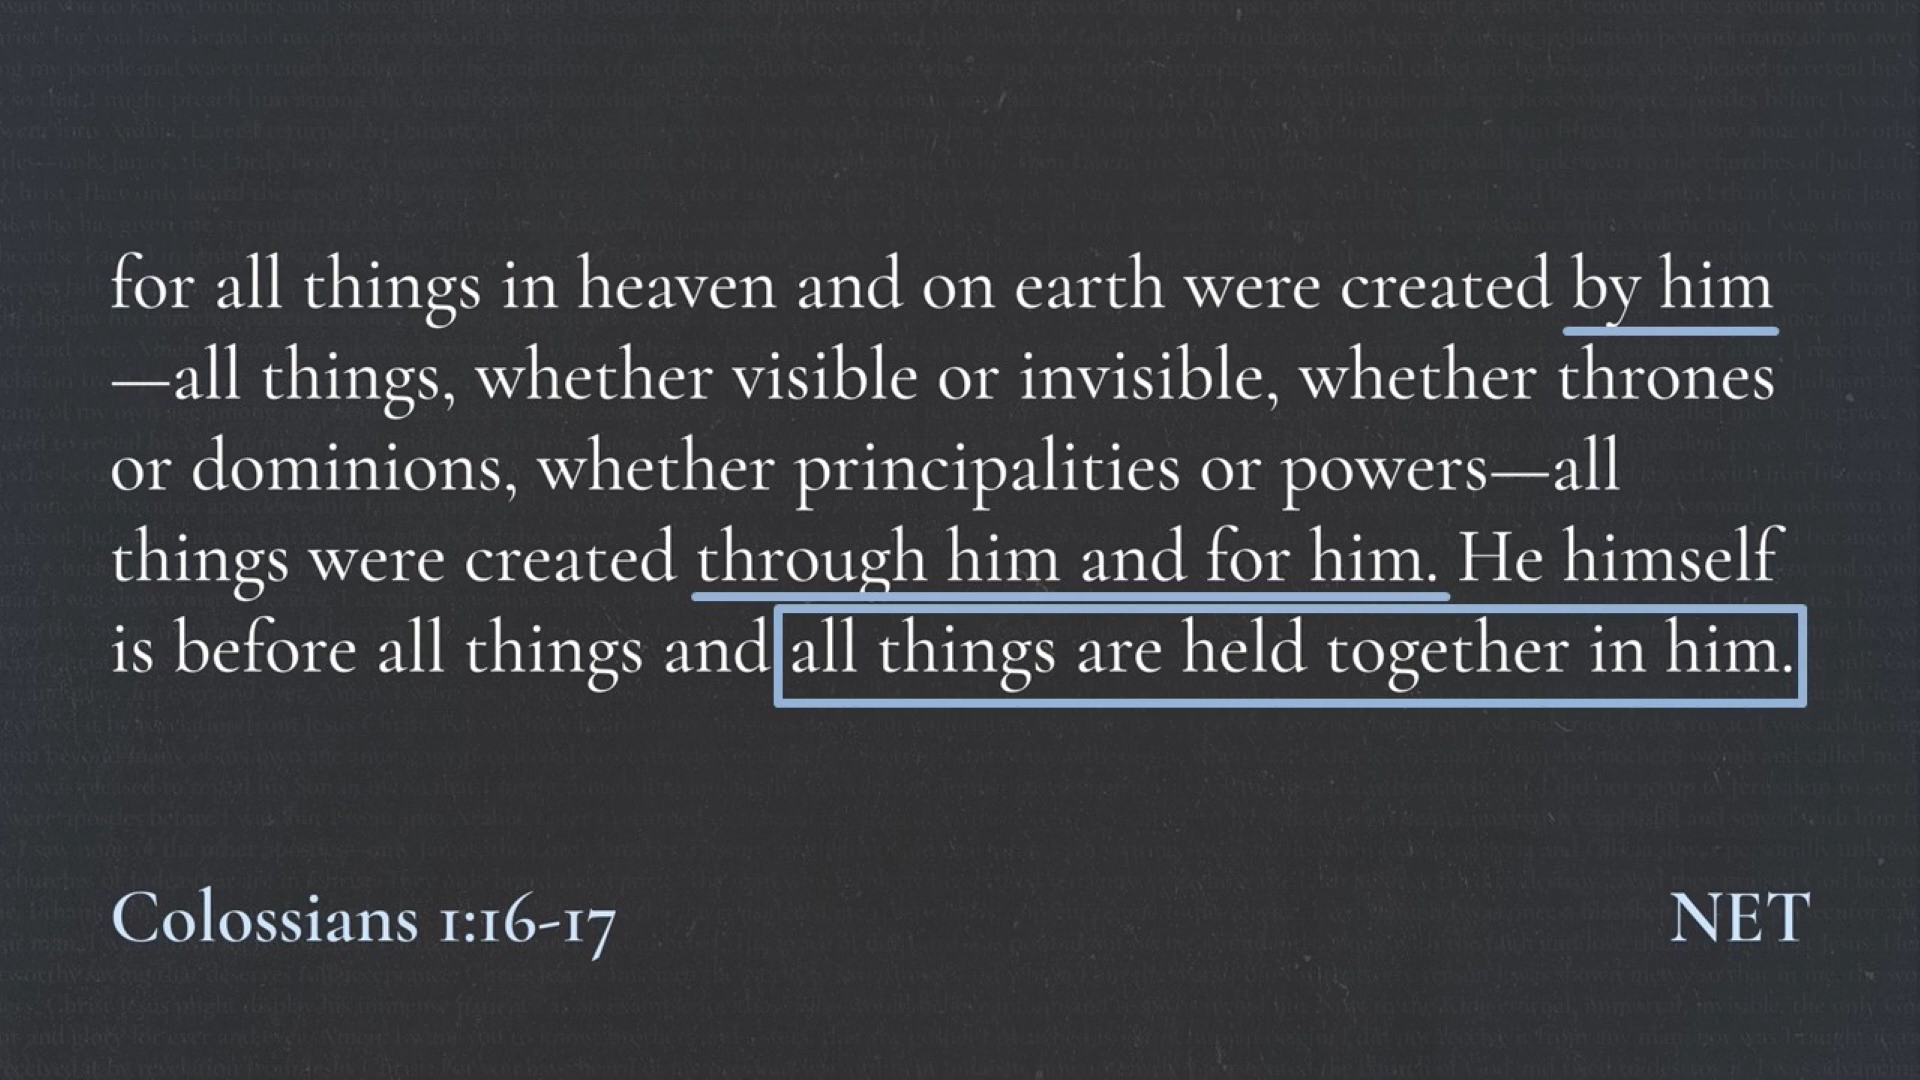 for all things in heaven and on earth were created by him
—all things, whether visible or invisible, whether thrones
or dominions, whether principalities or powers—all
things were created through him and for him. He himself
is before all things and all things are held together in him.
Colossians 1:16-17
NET